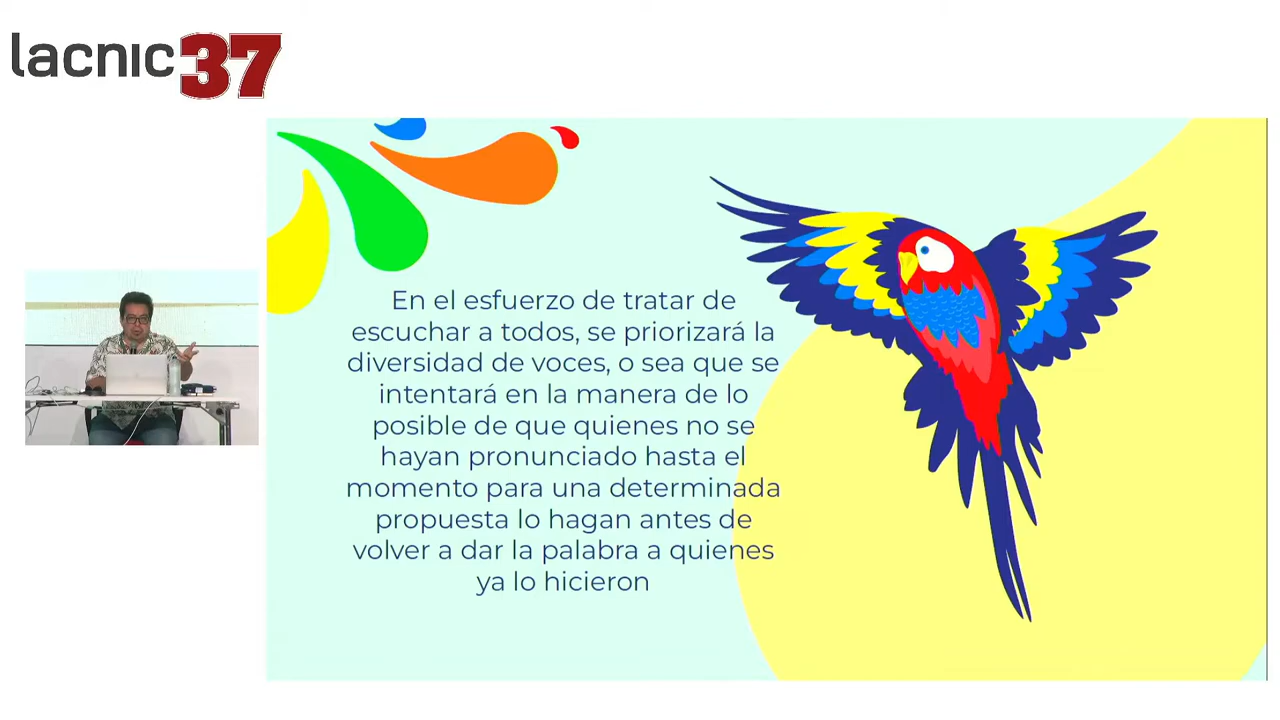 lacnic 37
En el esfuerzo de tratar de
escuchar a todos, se priorizará la
diversidad de voces, o sea que se
intentará en la manera de lo
posible de que quienes no se
hayan pronunciado hasta el
momento para una determinada
propuesta lo hagan antes de
volver a dar la palabra a quienes
ya lo hicieron